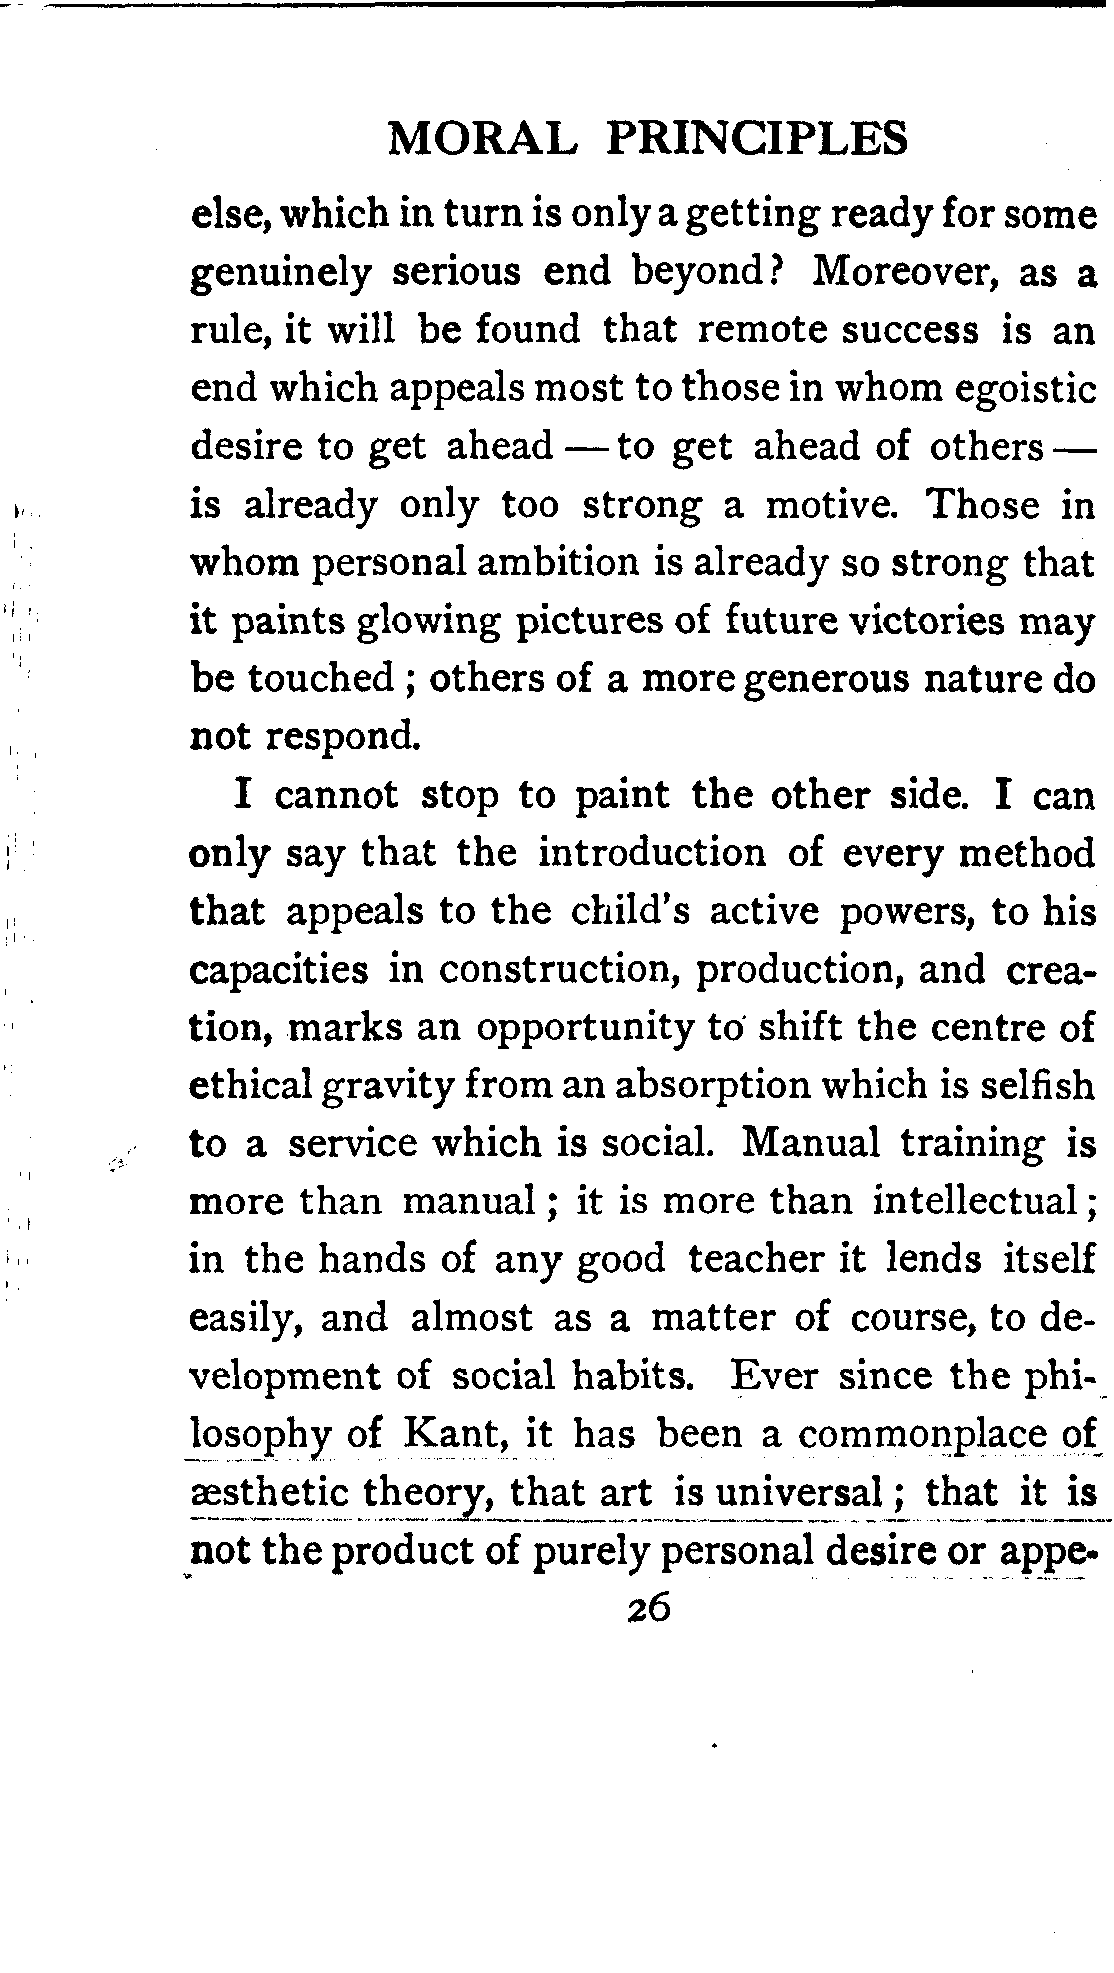 MORAL PRINCIPLES
else, which in turn is only a getting ready for some
genuinely serious end beyond? Moreover, as a
rule, it will be found that remote success is an
end which appeals most to those in whom egoistic
desire to get ahead — to get ahead of others —
is already only too strong a motive. Those in
whom personal ambition is already so strong that
it paints glowing pictures of future victories may
be touched ; others of a more generous nature do
not respond.
I cannot stop to paint the other side. I can
only say that the introduction of every method
that appeals to the child's active powers, to his
capacities in construction, production, and crea-
tion, marks an opportunity to shift the centre of
ethical gravity from an absorption which is selfish
to a service which is social. Manual training is
more than manual ; it is more than intellectual ;
in the hands of any good teacher it lends itself
easily, and almost as a matter of course, to de-
velopment of social habits. Ever since the phi-
losophy of Kant, it has been a commonplace of
æsthetic theory, that art is universal ; that it is
not the product of purely personal desire or appe-
26